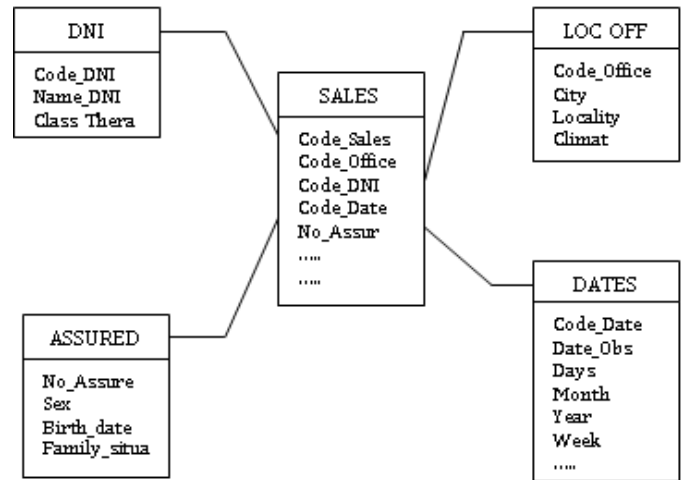 DNI
Code_DNI
Name_DNI
Class Thera
SALES
Code_Sales
Code_Office
Code_DNI
Code_Date
No_Assur
.....
.....
LOC OFF
Code_Office
City
Locality
Climat
ASSURED
No_Assure
Sex
Birth_date
Family_situa
DATES
Code_Date
Date_Obs
Days
Month
Year
Week
.....